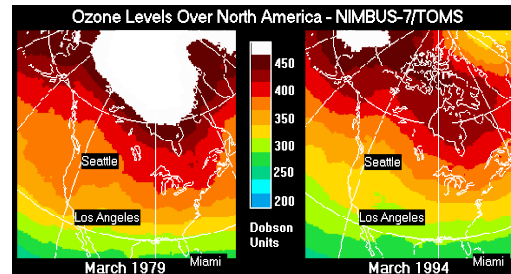 Ozone Levels Over North America - NIMBUS-7/TOMS
Seattle
Los Angeles
Miami
March 1979
450
400
350
300
250
200
Dobson
Units
Seattle
Los Angeles
Miami
March 1994